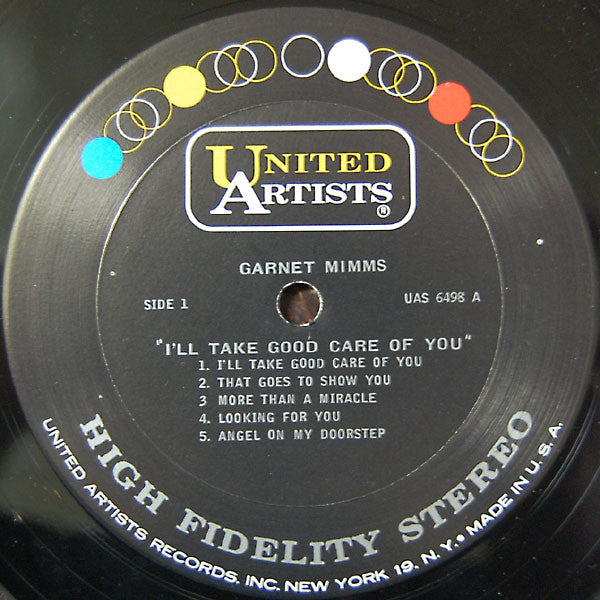 UNITED
ARTISTS
®
GARNET MIMMS
SIDE 1
UAS 6498 A
"I'LL TAKE GOOD CARE OF YOU"
1. I'LL TAKE GOOD CARE OF YOU
2. THAT GOES TO SHOW YOU
3 MORE THAN A MIRACLE
4. LOOKING FOR YOU
5. ANGEL ON MY DOORSTEP
HIGH FIDELITY STEREO
UNITED ARTISTS RECORDS, INC. NEW YORK 19, N. Y. • MADE IN U. S. A.